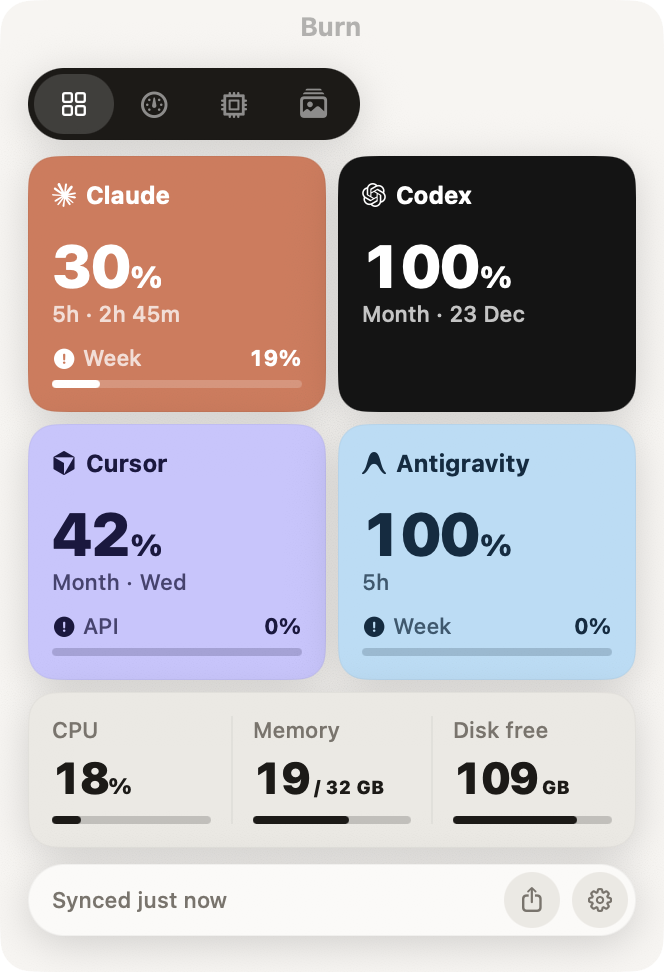 Burn
Claude
30%
5h · 2h 45m
Week 19%
Codex
100%
Month · 23 Dec
Cursor
42%
Month · Wed
API 0%
Antigravity
100%
5h
Week 0%
CPU
18%
Memory
19 / 32 GB
Disk free
109 GB
Synced just now